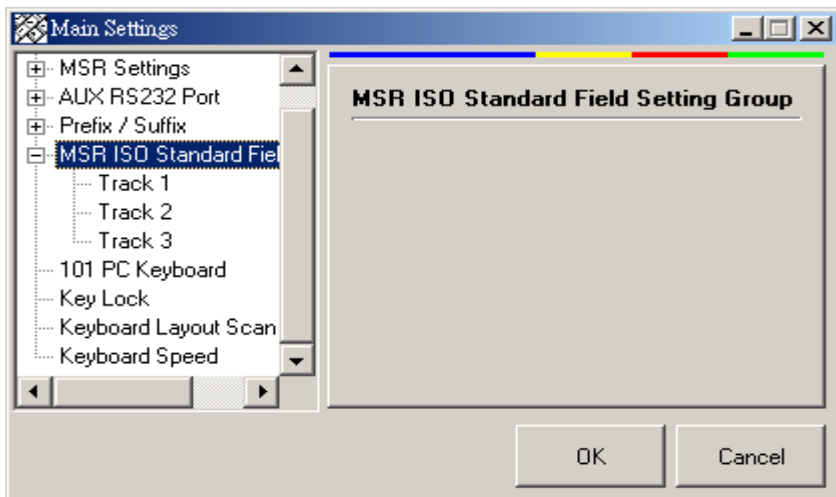 Main Settings
MSR Settings
AUX RS232 Port
Prefix / Suffix
MSR ISO Standard Fiel
Track 1
Track 2
Track 3
101 PC Keyboard
Key Lock
Keyboard Layout Scan
Keyboard Speed
MSR ISO Standard Field Setting Group
OK
Cancel